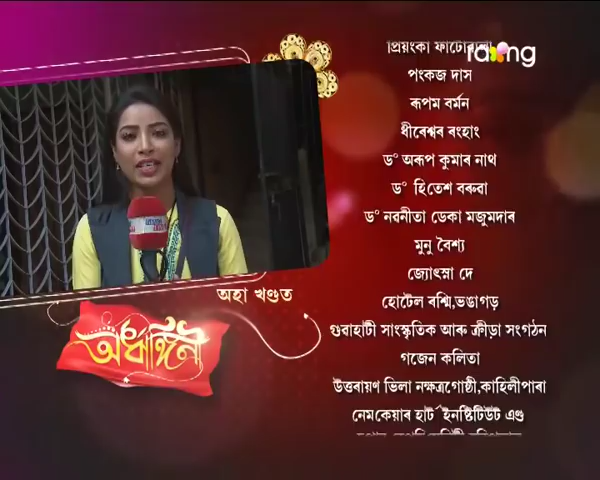 rang
প্ৰিয়ংকা ফাটোৱালী
পংকজ দাস
ৰূপম বৰ্মন
ধীৰেশ্বৰ ৰংহাং
ড° অৰূপ কুমাৰ নাথ
ড° হিতেশ বৰুৱা
ড° নৱনীতা ডেকা মজুমদাৰ
মুনু বৈশ্য
জ্যোৎস্না দে
হোটেল ৰশ্মি,ভঙাগড়
গুৱাহাটী সাংস্কৃতিক আৰু ক্ৰীড়া সংগঠন
গজেন কলিতা
উত্তৰায়ণ ভিলা নক্ষত্ৰগোষ্ঠী,কাহিলীপাৰা
নেমকেয়াৰ হাৰ্ট ইনষ্টিটিউট এণ্ড
অহা খণ্ডত
অৰ্ধাঙ্গিনী